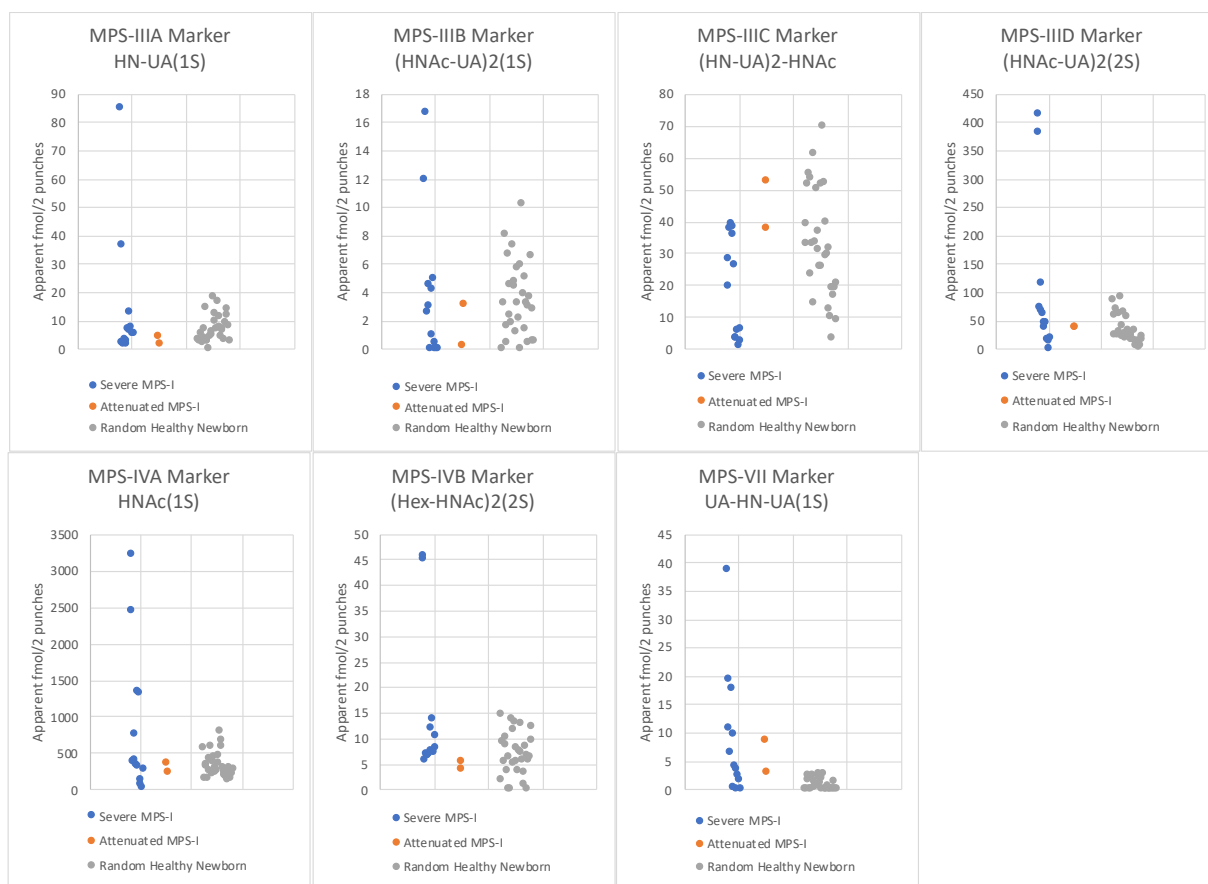 MPS-IIIA Marker
HN-UA(1S)
Apparent fmol/2 punches
90
80
70
60
50
40
30
20
10
0
Severe MPS-I
Attenuated MPS-I
Random Healthy Newborn
MPS-IIIB Marker
(HNAc-UA)2(1S)
Apparent fmol/2 punches
18
16
14
12
10
8
6
4
2
0
Severe MPS-I
Attenuated MPS-I
Random Healthy Newborn
MPS-IIIC Marker
(HN-UA)2-HNAc
Apparent fmol/2 punches
80
70
60
50
40
30
20
10
0
Severe MPS-I
Attenuated MPS-I
Random Healthy Newborn
MPS-IIID Marker
(HNAc-UA)2(2S)
Apparent fmol/2 punches
450
400
350
300
250
200
150
100
50
0
Severe MPS-I
Attenuated MPS-I
Random Healthy Newborn
MPS-IVA Marker
HNAc(1S)
Apparent fmol/2 punches
3500
3000
2500
2000
1500
1000
500
0
Severe MPS-I
Attenuated MPS-I
Random Healthy Newborn
MPS-IVB Marker
(Hex-HNAc)2(2S)
Apparent fmol/2 punches
50
45
40
35
30
25
20
15
10
5
0
Severe MPS-I
Attenuated MPS-I
Random Healthy Newborn
MPS-VII Marker
UA-HN-UA(1S)
Apparent fmol/2 punches
45
40
35
30
25
20
15
10
5
0
Severe MPS-I
Attenuated MPS-I
Random Healthy Newborn